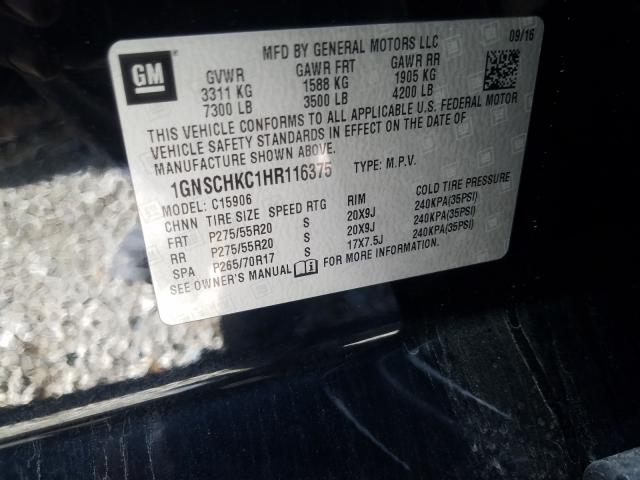 GM
MFD BY GENERAL MOTORS LLC
09/16
GVWR GAWR FRT GAWR RR
3311 KG 1588 KG 1905 KG
7300 LB 3500 LB 4200 LB
THIS VEHICLE CONFORMS TO ALL APPLICABLE U.S. FEDERAL MOTOR
VEHICLE SAFETY STANDARDS IN EFFECT ON THE DATE OF
MANUFACTURE SHOWN ABOVE.
1GNSCHKC1HR116375 TYPE: M.P.V.
MODEL: C15906
CHNN TIRE SIZE SPEED RTG RIM COLD TIRE PRESSURE
FRT P275/55R20 S 20X9J 240KPA(35PSI)
RR P275/55R20 S 20X9J 240KPA(35PSI)
SPA P265/70R17 S 17X7.5J 240KPA(35PSI)
SEE OWNER'S MANUAL FOR MORE INFORMATION.